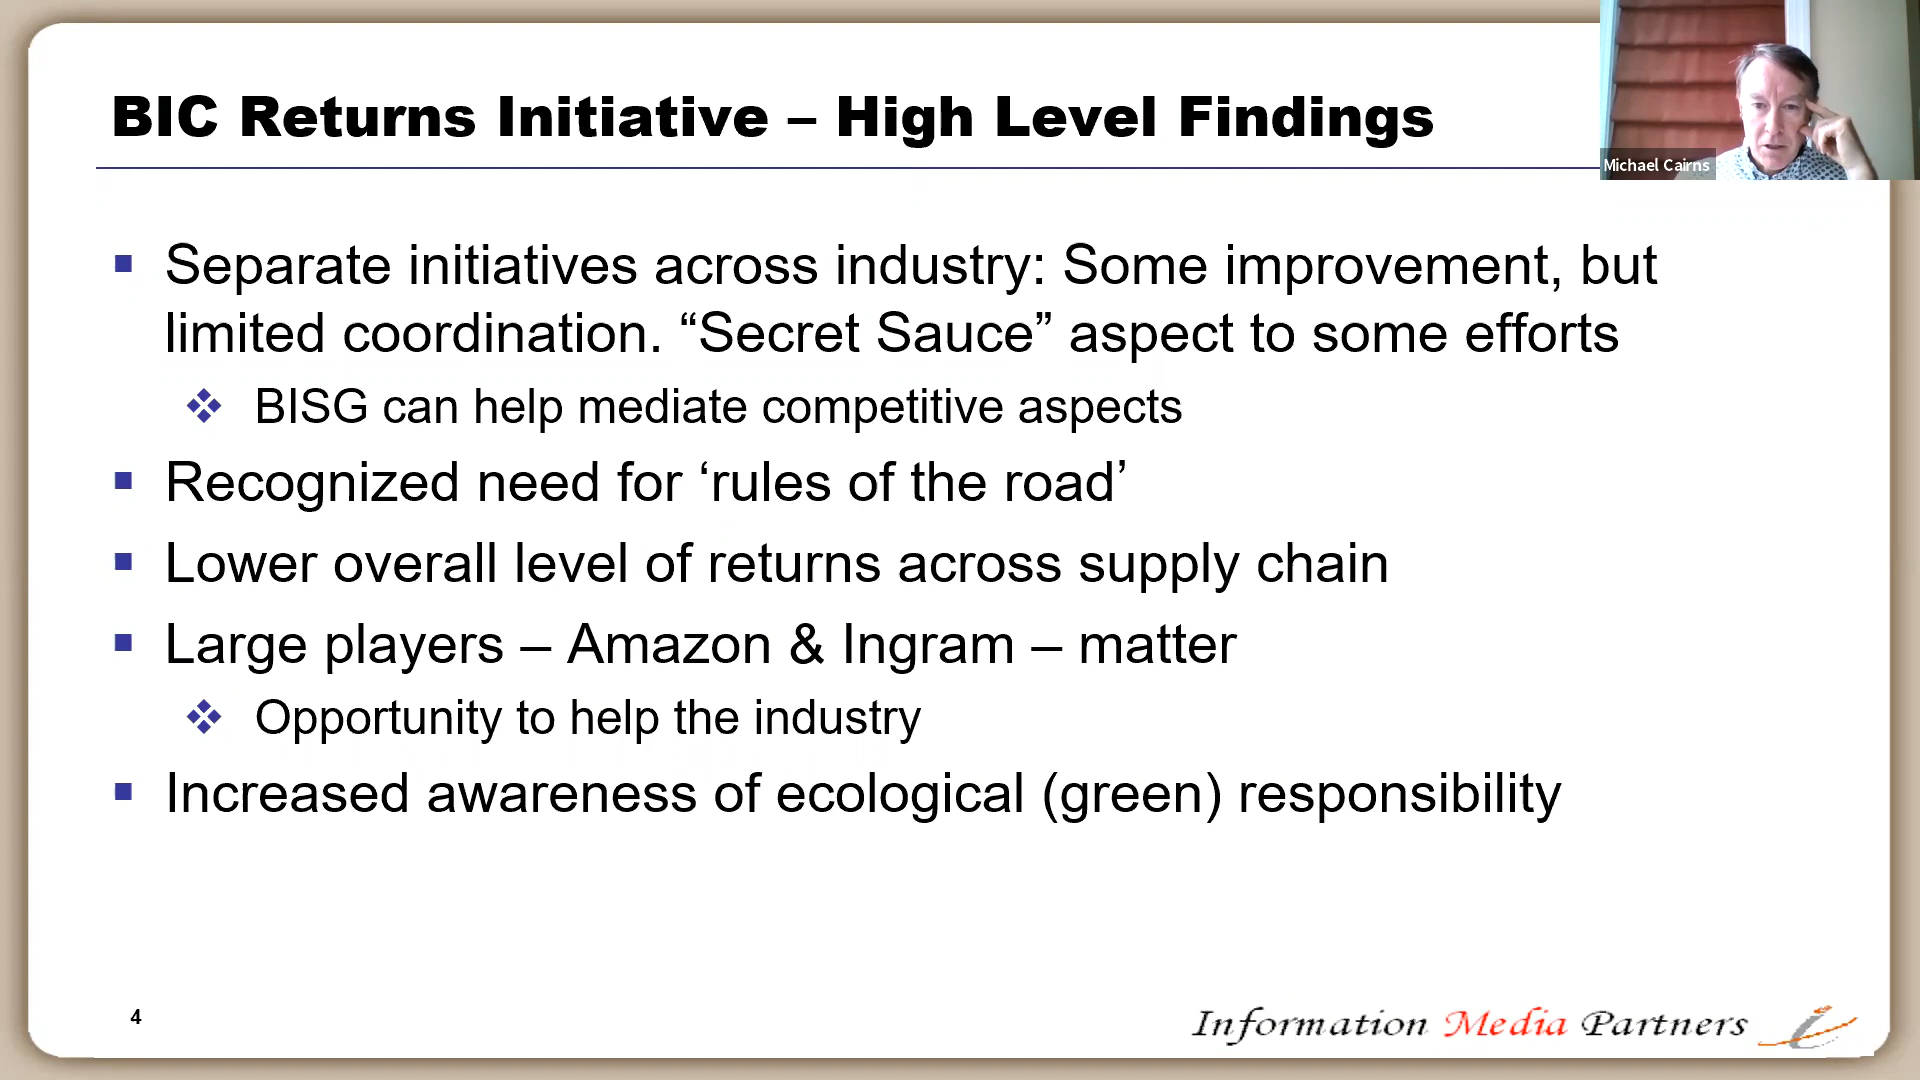 BIC Returns Initiative – High Level Findings
Michael Cairns
Separate initiatives across industry: Some improvement, but
limited coordination. “Secret Sauce” aspect to some efforts
BISG can help mediate competitive aspects
Recognized need for ‘rules of the road’
Lower overall level of returns across supply chain
Large players – Amazon & Ingram – matter
Opportunity to help the industry
Increased awareness of ecological (green) responsibility
4
Information Media Partners